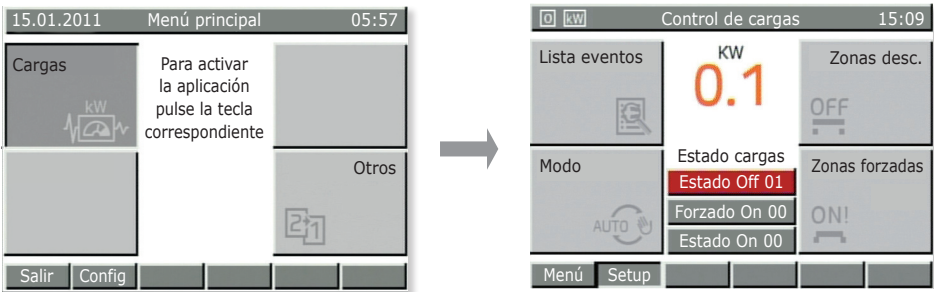 15.01.2011 Menú principal 05:57
Cargas
kW
Para activar
la aplicación
pulse la tecla
correspondiente
Otros
2 1
Salir Config
0 kW Control de cargas 15:09
Lista eventos
KW
0.1
Zonas desc.
OFF
Modo
AUTO
Estado cargas
Estado Off 01
Forzado On 00
Estado On 00
Zonas forzadas
ON!
Menú Setup